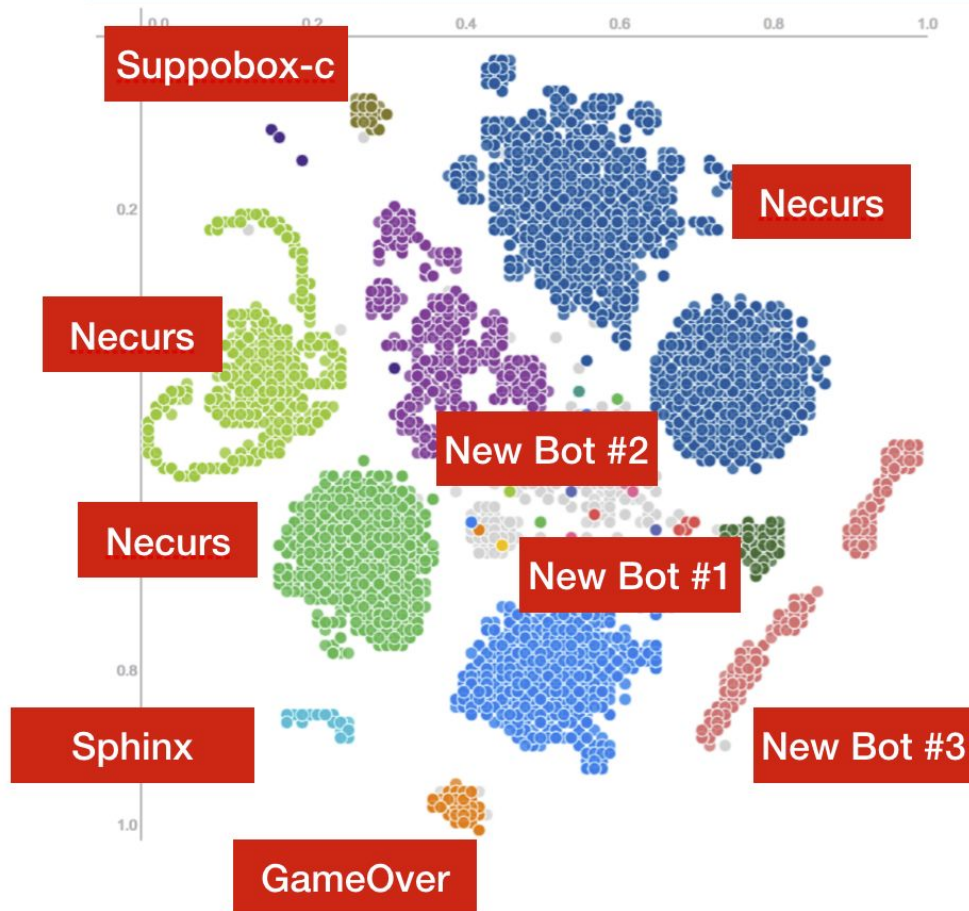 0.0 0.2 0.4 0.6 0.8 1.0
Suppobox-c
0.2
Necurs
Necurs
New Bot #2
Necurs
New Bot #1
0.8
Sphinx
New Bot #3
1.0
GameOver